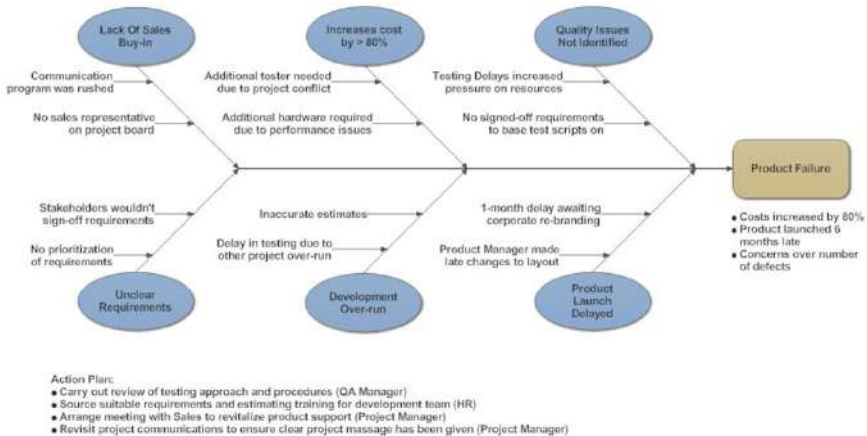 Lack Of Sales
Buy-in
Increases cost
by > 80%
Quality Issues
Not Identified
Communication
program was rushed
Additional tester needed
due to project conflict
Testing Delays increased
pressure on resources
No sales representative
on project board
Additional hardware required
due to performance issues
No signed-off requirements
to base test scripts on
Product Failure
Stakeholders wouldn't
sign-off requirements
Inaccurate estimates
1-month delay awaiting
corporate re-branding
No prioritization
of requirements
Delay in testing due to
other project over-run
Product Manager made
late changes to layout
• Costs increased by 80%
• Product launched 6
months late
• Concerns over number
of defects
Unclear
Requirements
Development
Over-run
Product
Launch
Delayed
Action Plan:
• Carry out review of testing approach and procedures (QA Manager)
• Source suitable requirements and estimating training for development team (HR)
• Arrange meeting with Sales to revitalize product support (Project Manager)
• Revisit project communications to ensure clear project massage has been given (Project Manager)